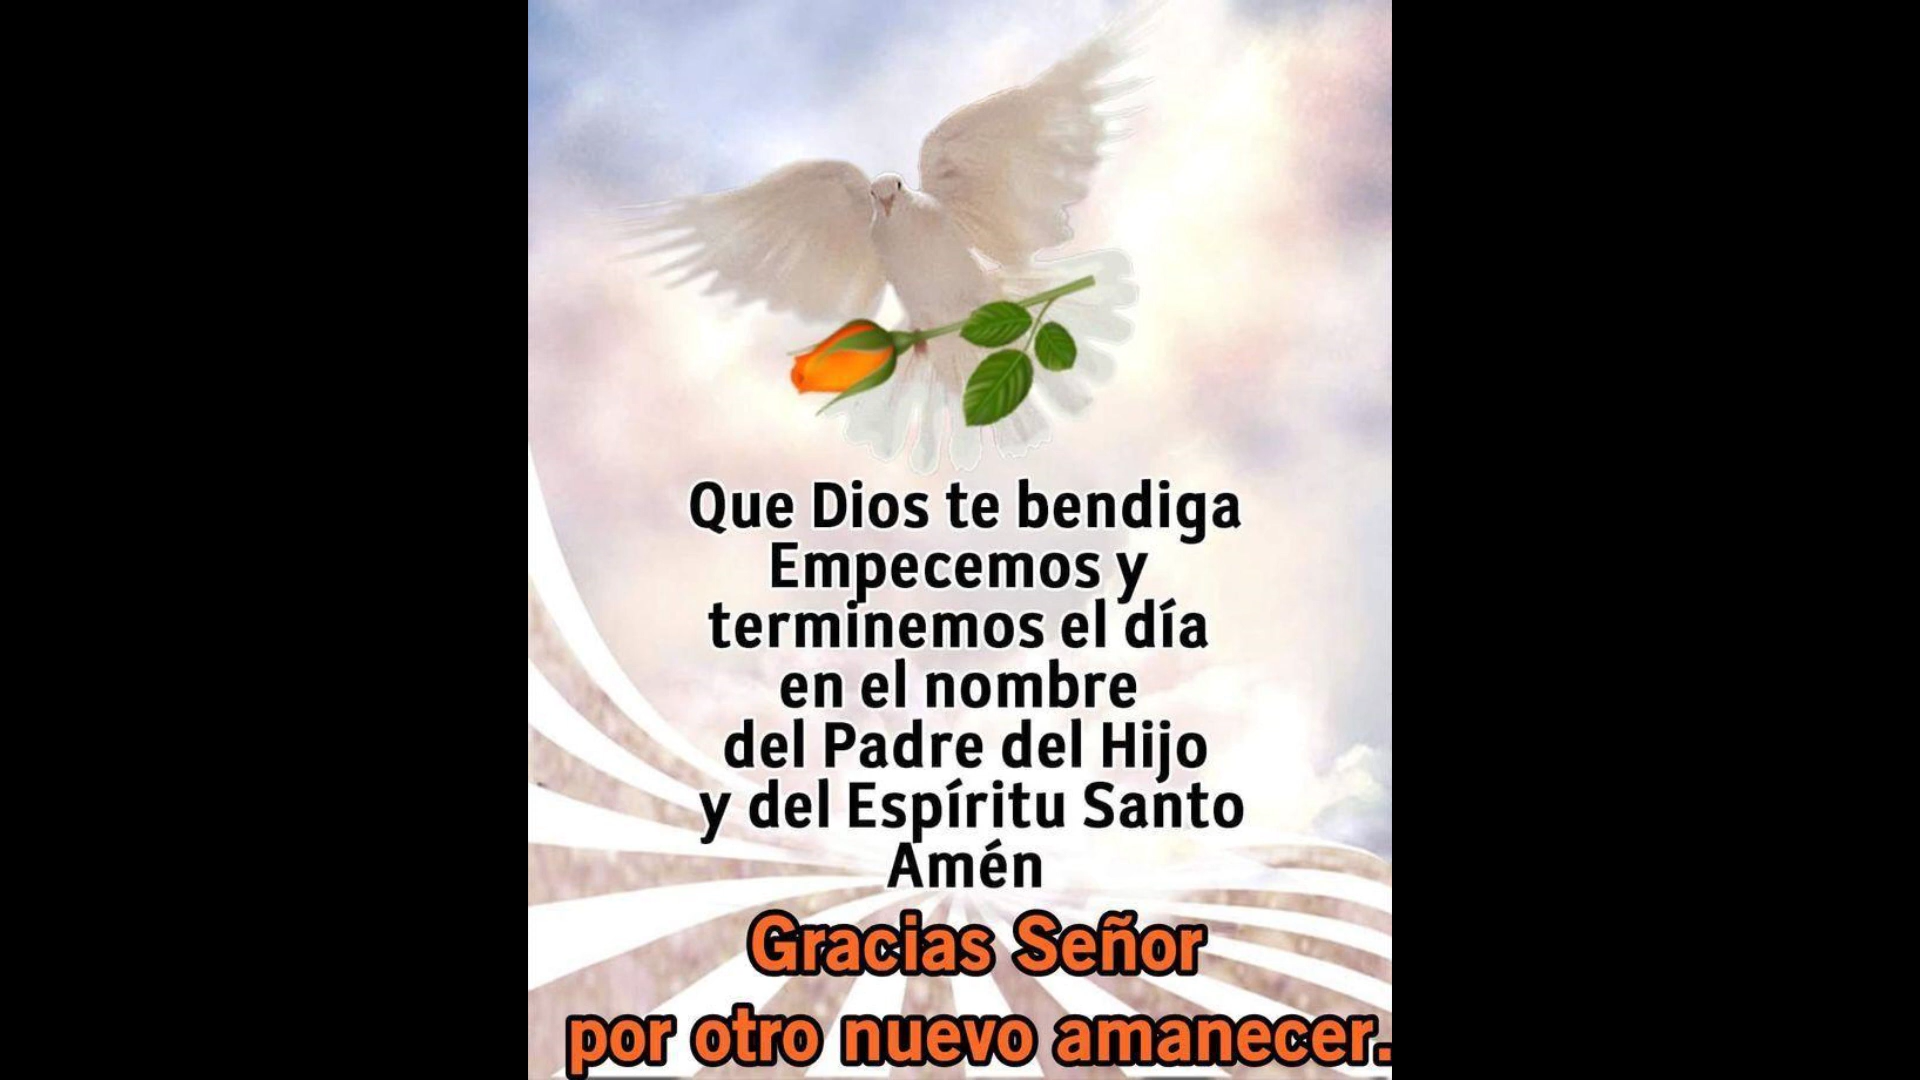 Que Dios te bendiga
Empecemos y
terminemos el día
en el nombre
del Padre del Hijo
y del Espíritu Santo
Amén
Gracias Señor
por otro nuevo amanecer.